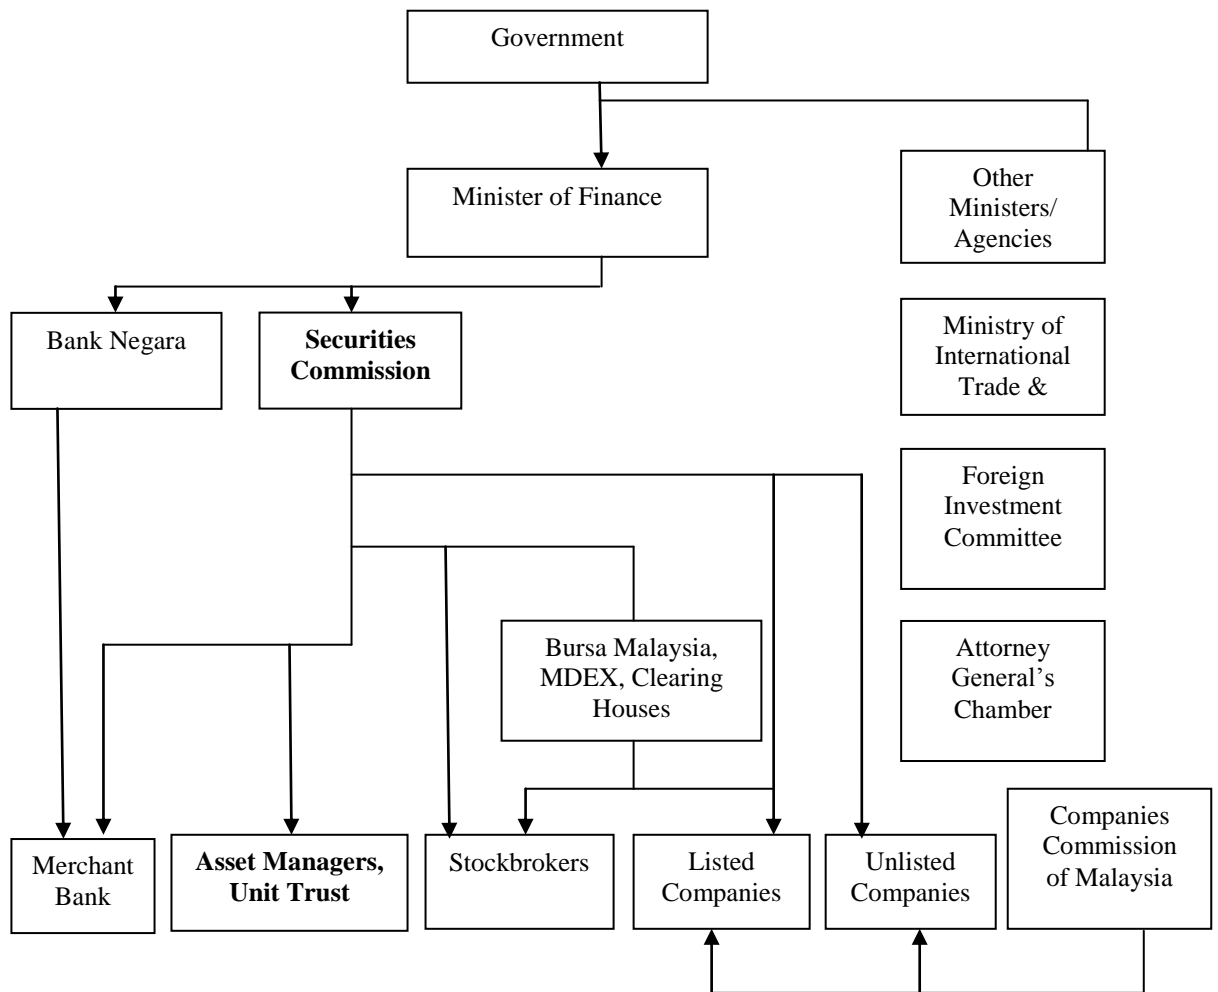 Government
Minister of Finance
Other
Ministers/
Agencies
Bank Negara
Securities
Commission
Ministry of
International
Trade &
Foreign
Investment
Committee
Bursa Malaysia,
MDEX, Clearing
Houses
Attorney
General’s
Chamber
Merchant
Bank
Asset Managers,
Unit Trust
Stockbrokers
Listed
Companies
Unlisted
Companies
Companies
Commission
of Malaysia